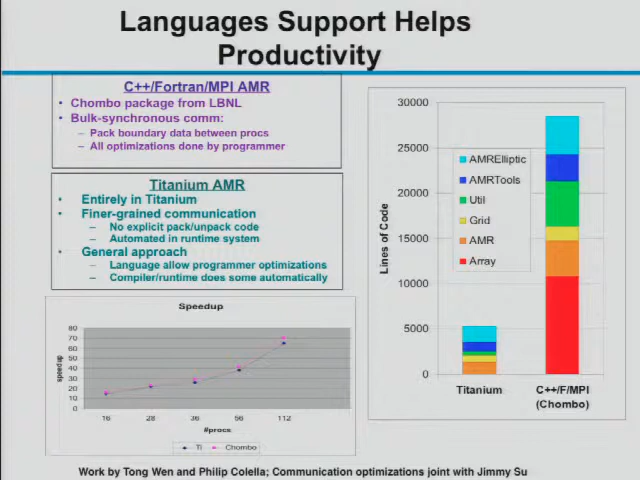 Languages Support Helps
Productivity
C++/Fortran/MPI AMR
• Chombo package from LBNL
• Bulk-synchronous comm:
– Pack boundary data between procs
– All optimizations done by programmer
Titanium AMR
• Entirely in Titanium
• Finer-grained communication
– No explicit pack/unpack code
– Automated in runtime system
• General approach
– Language allow programmer optimizations
– Compiler/runtime does some automatically
Speedup
80
70
60
50
40
30
20
10
0
speedup
16 28 36 56 112
#procs
Ti Chombo
30000
25000
20000
15000
10000
5000
0
Lines of Code
AMRElliptic
AMRTools
Util
Grid
AMR
Array
Titanium C++/F/MPI
(Chombo)
Work by Tong Wen and Philip Colella; Communication optimizations joint with Jimmy Su